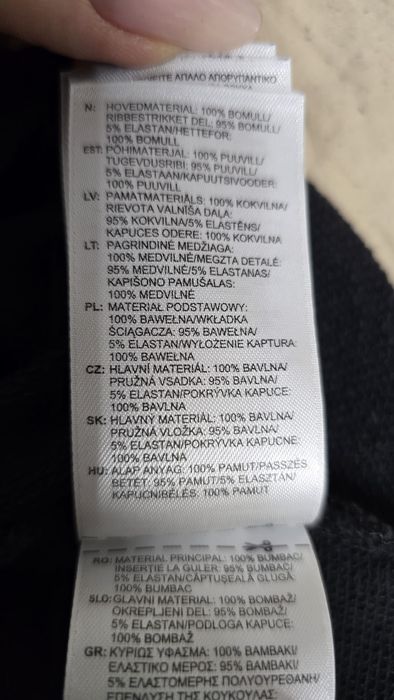 ΑΠΑΛΟ ΑΠΟΡΥΠΑΝΤΙΚΟ
N: HOVEDMATERIAL: 100% BOMULL/
RIBBESTRIKKET DEL: 95% BOMULL/
5% ELASTAN/HETTEFOR:
100% BOMULL
EST: PÕHIMATERJAL: 100% PUUVILL/
TUGEVDUSRIBI: 95% PUUVILL/
5% ELASTAAN/KAPUUTSIVOODER:
100% PUUVILL
LV: PAMATMATERIĀLS: 100% KOKVILNA/
RIEVOTA VALNĪŠA DAĻA:
95% KOKVILNA/5% ELASTĒNS/
KAPUCES ODERE: 100% KOKVILNA
LT: PAGRINDINĖ MEDŽIAGA:
100% MEDVILNĖ/MEGZTA DETALĖ:
95% MEDVILNĖ/5% ELASTANAS/
KAPIŠONO PAMUŠALAS:
100% MEDVILNĖ
PL: MATERIAŁ PODSTAWOWY:
100% BAWEŁNA/WKŁADKA
ŚCIĄGACZA: 95% BAWEŁNA/
5% ELASTAN/WYŁOŻENIE KAPTURA:
100% BAWEŁNA
CZ: HLAVNÍ MATERIÁL: 100% BAVLNA/
PRUŽNÁ VSADKA: 95% BAVLNA/
5% ELASTAN/POKRÝVKA KAPUCE:
100% BAVLNA
SK: HLAVNÝ MATERIÁL: 100% BAVLNA/
PRUŽNÁ VLOŽKA: 95% BAVLNA/
5% ELASTAN/POKRÝVKA KAPUCNE:
100% BAVLNA
HU: ALAP ANYAG: 100% PAMUT/PASSZÉS
BETÉT: 95% PAMUT/5% ELASZTÁN/
KAPUCNIBÉLÉS: 100% PAMUT
RO: MATERIAL PRINCIPAL: 100% BUMBAC/
INSERŢIE LA GULER: 95% BUMBAC/
5% ELASTAN/CĂPTUŞEALĂ GLUGĂ:
100% BUMBAC
SLO: GLAVNI MATERIAL: 100% BOMBAŽ/
OKREPLJENI DEL: 95% BOMBAŽ/
5% ELASTAN/PODLOGA KAPUCE:
100% BOMBAŽ
GR: ΚΥΡΙΩΣ ΥΦΑΣΜΑ: 100% ΒΑΜΒΑΚΙ/
ΕΛΑΣΤΙΚΟ ΜΕΡΟΣ: 95% ΒΑΜΒΑΚΙ/
5% ΕΛΑΣΤΟΜΕΡΗΣ ΠΟΛΥΟΥΡΕΘΑΝΗ/
ΕΠΕΝΔΥΣΗ ΤΗΣ ΚΟΥΚΟΥΛΑΣ: